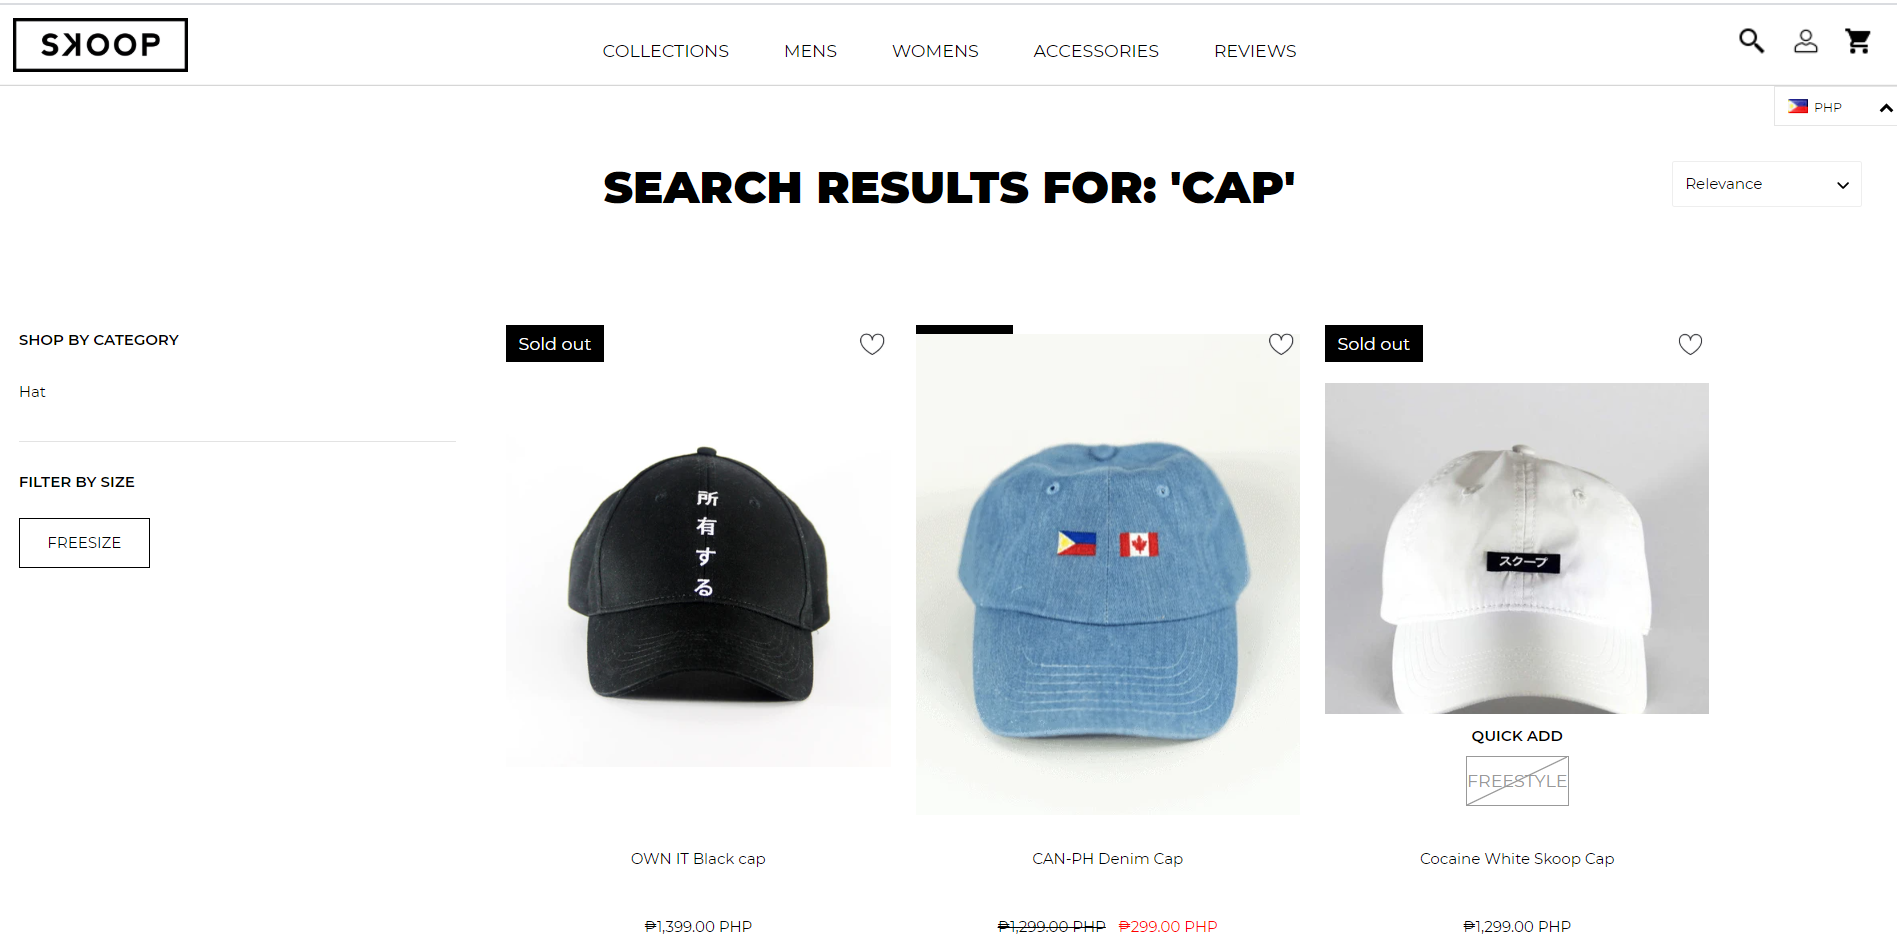 SKOOP
COLLECTIONS MENS WOMENS ACCESSORIES REVIEWS
PHP
SEARCH RESULTS FOR: 'CAP'
Relevance
SHOP BY CATEGORY
Hat
FILTER BY SIZE
FREESIZE
Sold out
所
有
す
る
OWN IT Black cap
₱1,399.00 PHP
CAN-PH Denim Cap
₱1,299.00 PHP ₱299.00 PHP
Sold out
スクープ
QUICK ADD
FREESTYLE
Cocaine White Skoop Cap
₱1,299.00 PHP